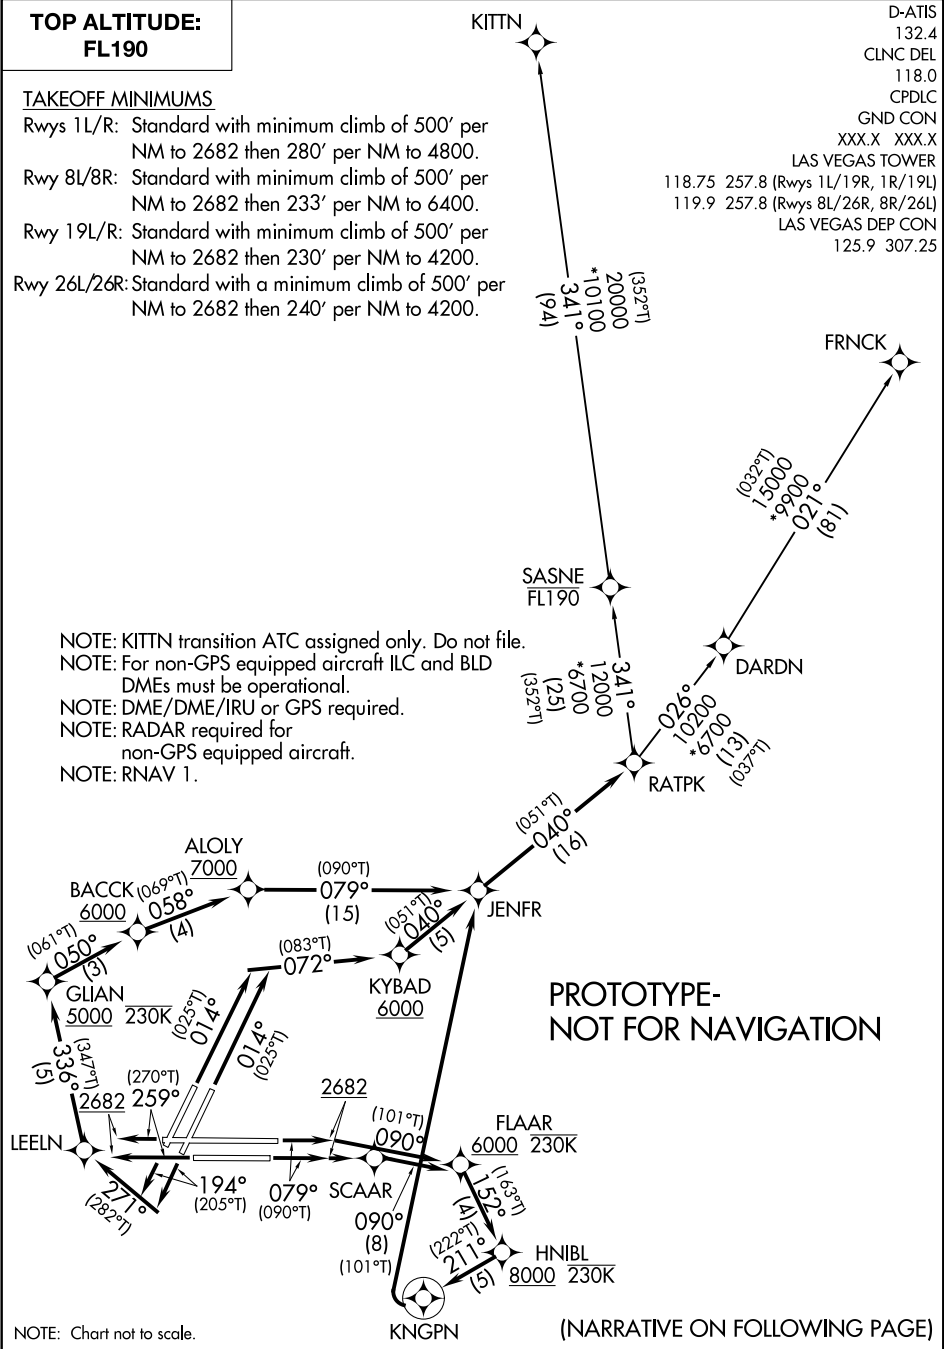 TOP ALTITUDE:
FL190
D-ATIS
132.4
CLNC DEL
118.0
CPDLC
GND CON
XXX.X XXX.X
LAS VEGAS TOWER
118.75 257.8 (Rwys 1L/19R, 1R/19L)
119.9 257.8 (Rwys 8L/26R, 8R/26L)
LAS VEGAS DEP CON
125.9 307.25
TAKEOFF MINIMUMS
Rwys 1L/R: Standard with minimum climb of 500' per
NM to 2682 then 280' per NM to 4800.
Rwy 8L/8R: Standard with minimum climb of 500' per
NM to 2682 then 233' per NM to 6400.
Rwy 19L/R: Standard with minimum climb of 500' per
NM to 2682 then 230' per NM to 4200.
Rwy 26L/26R: Standard with a minimum climb of 500' per
NM to 2682 then 240' per NM to 4200.
KITTN
(352°T)
20000
*10100
341°
(94)
FRNCK
(032°T)
15000
*9900
021°
(81)
SASNE
FL190
341°
12000
*6700
(25)
(352°T)
DARDN
026°
10200
*6700
(13)
(037°T)
RATPK
NOTE: KITTN transition ATC assigned only. Do not file.
NOTE: For non-GPS equipped aircraft ILC and BLD
DMEs must be operational.
NOTE: DME/DME/IRU or GPS required.
NOTE: RADAR required for
non-GPS equipped aircraft.
NOTE: RNAV 1.
(051°T)
040°
(16)
ALOLY
7000
(090°T)
079°
(15)
JENFR
BACCK
6000
(069°T)
058°
(4)
(061°T)
050°
(3)
(051°T)
040°
(5)
(083°T)
072°
KYBAD
6000
GLIAN
5000 230K
(025°T)
014°
014°
(025°T)
PROTOTYPE-
NOT FOR NAVIGATION
(347°T)
336°
(5)
(270°T)
259°
2682
2682
LEELN
(101°T)
090°
FLAAR
6000 230K
271°
(282°T)
194°
(205°T)
079°
(090°T)
SCAAR
090°
(8)
(101°T)
(163°T)
152°
(4)
(222°T)
211°
(5)
HNIBL
8000 230K
KNGPN
NOTE: Chart not to scale.
(NARRATIVE ON FOLLOWING PAGE)